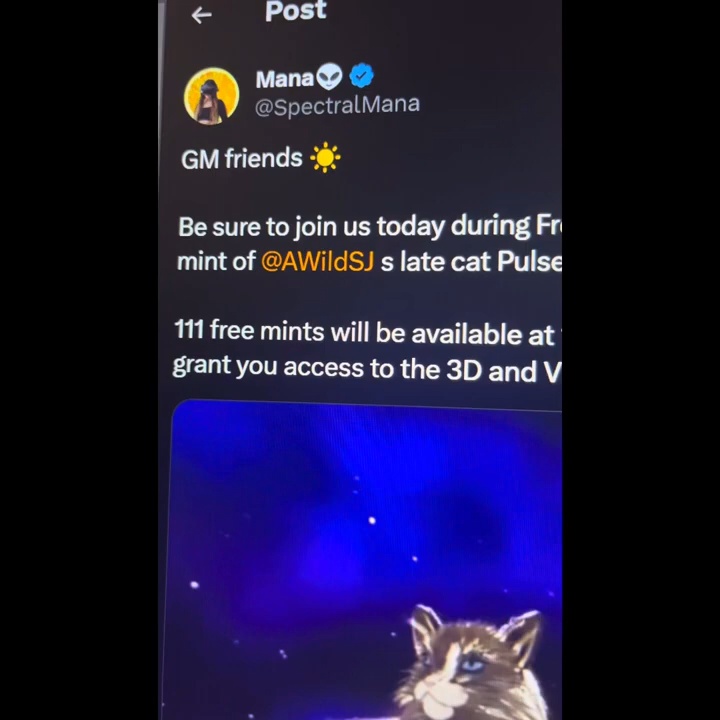 Post
Mana👽
@SpectralMana
GM friends ☀️
Be sure to join us today during
mint of @AWildSJ s late cat
111 free mints will be available at
grant you access to the 3D and